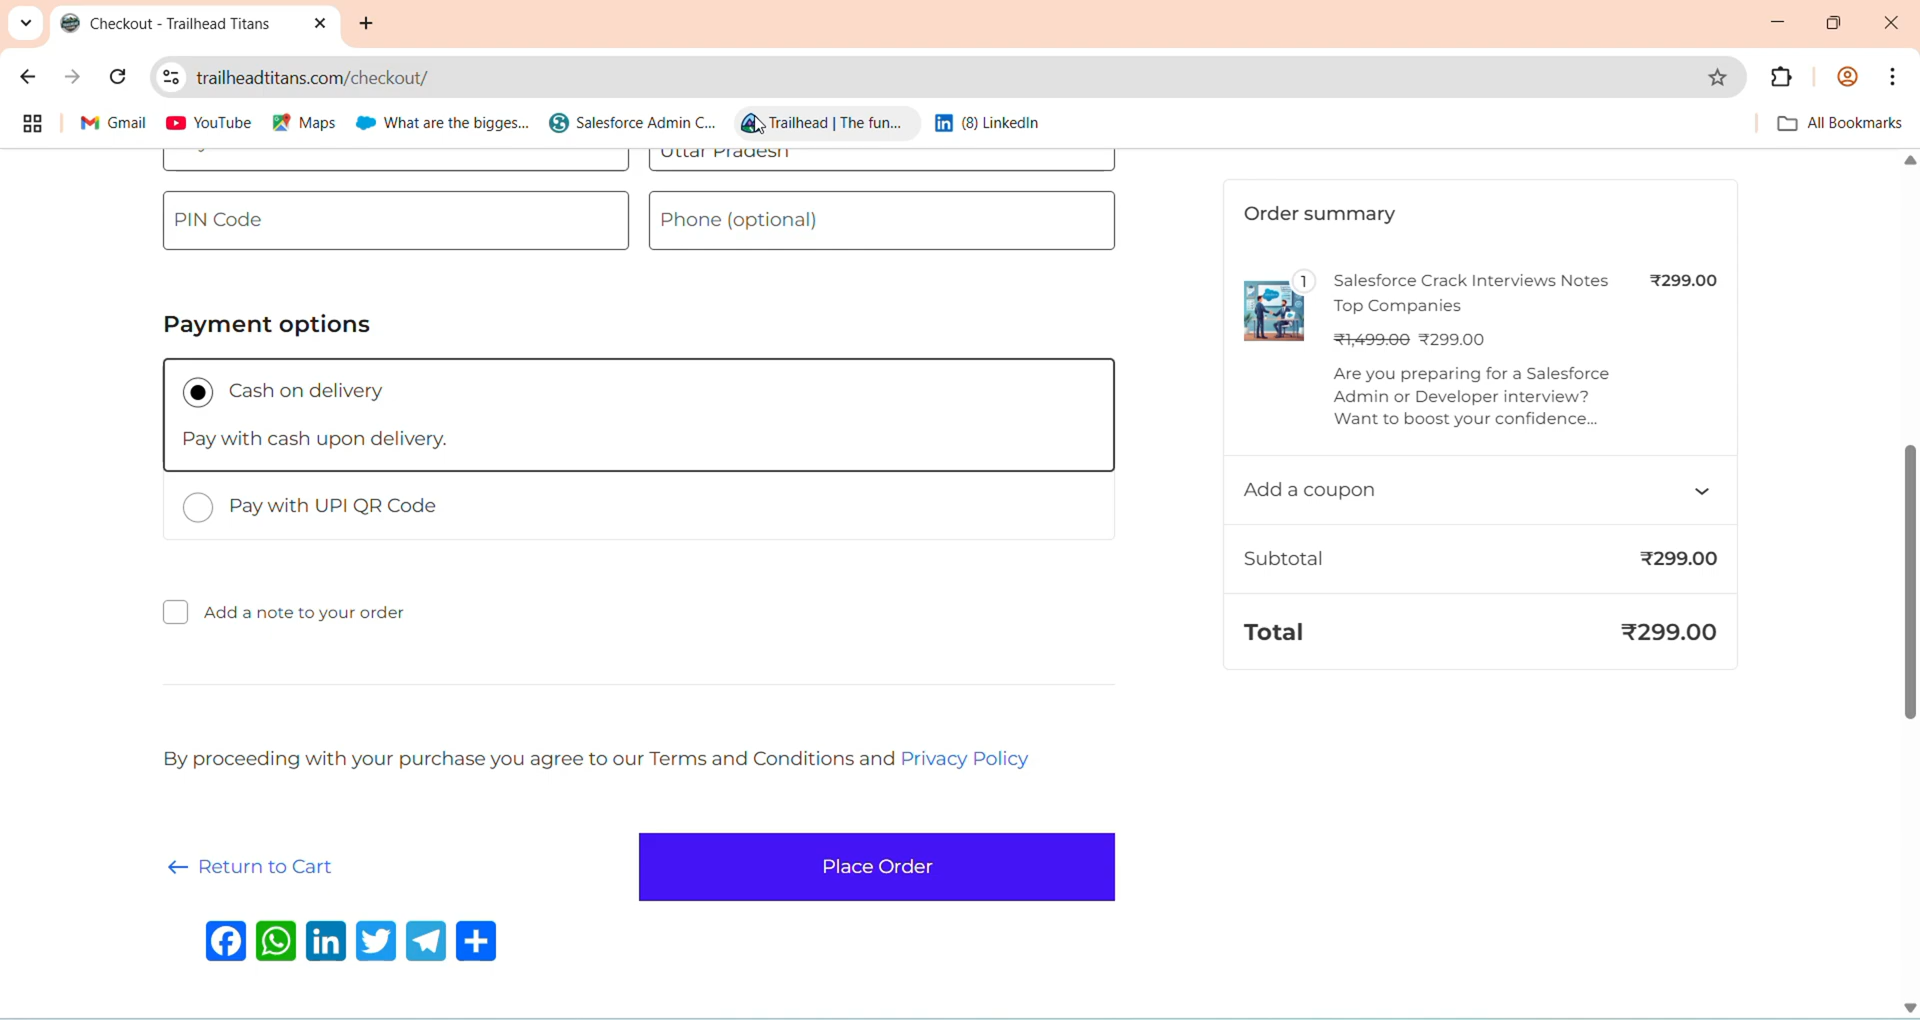 Checkout - Trailhead Titans
trailheadtitans.com/checkout/
Gmail YouTube Maps What are the bigges... Salesforce Admin C... Trailhead | The fun... (8) LinkedIn All Bookmarks
Uttar Pradesh
PIN Code Phone (optional)
Payment options
Cash on delivery
Pay with cash upon delivery.
Pay with UPI QR Code
Add a note to your order
By proceeding with your purchase you agree to our Terms and Conditions and Privacy Policy
← Return to Cart
Place Order
Order summary
1 Salesforce Crack Interviews Notes ₹299.00
Top Companies
₹1,499.00 ₹299.00
Are you preparing for a Salesforce
Admin or Developer interview?
Want to boost your confidence...
Add a coupon
Subtotal ₹299.00
Total ₹299.00